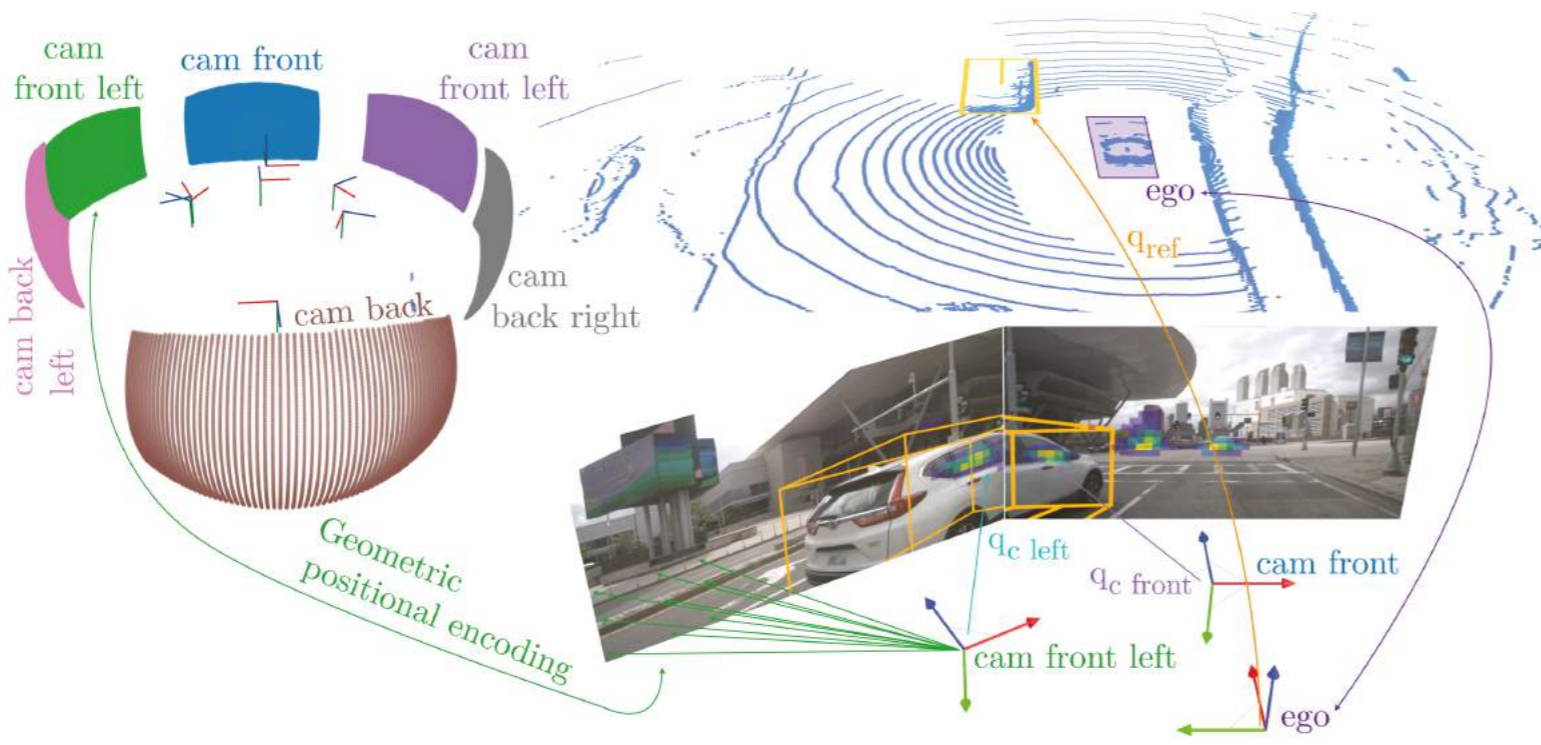 cam
front left
cam front
cam
front left
cam back
left
cam back
cam
back right
ego
q_ref
Geometric
positional encoding
q_c left
q_c front
cam front
cam front left
ego